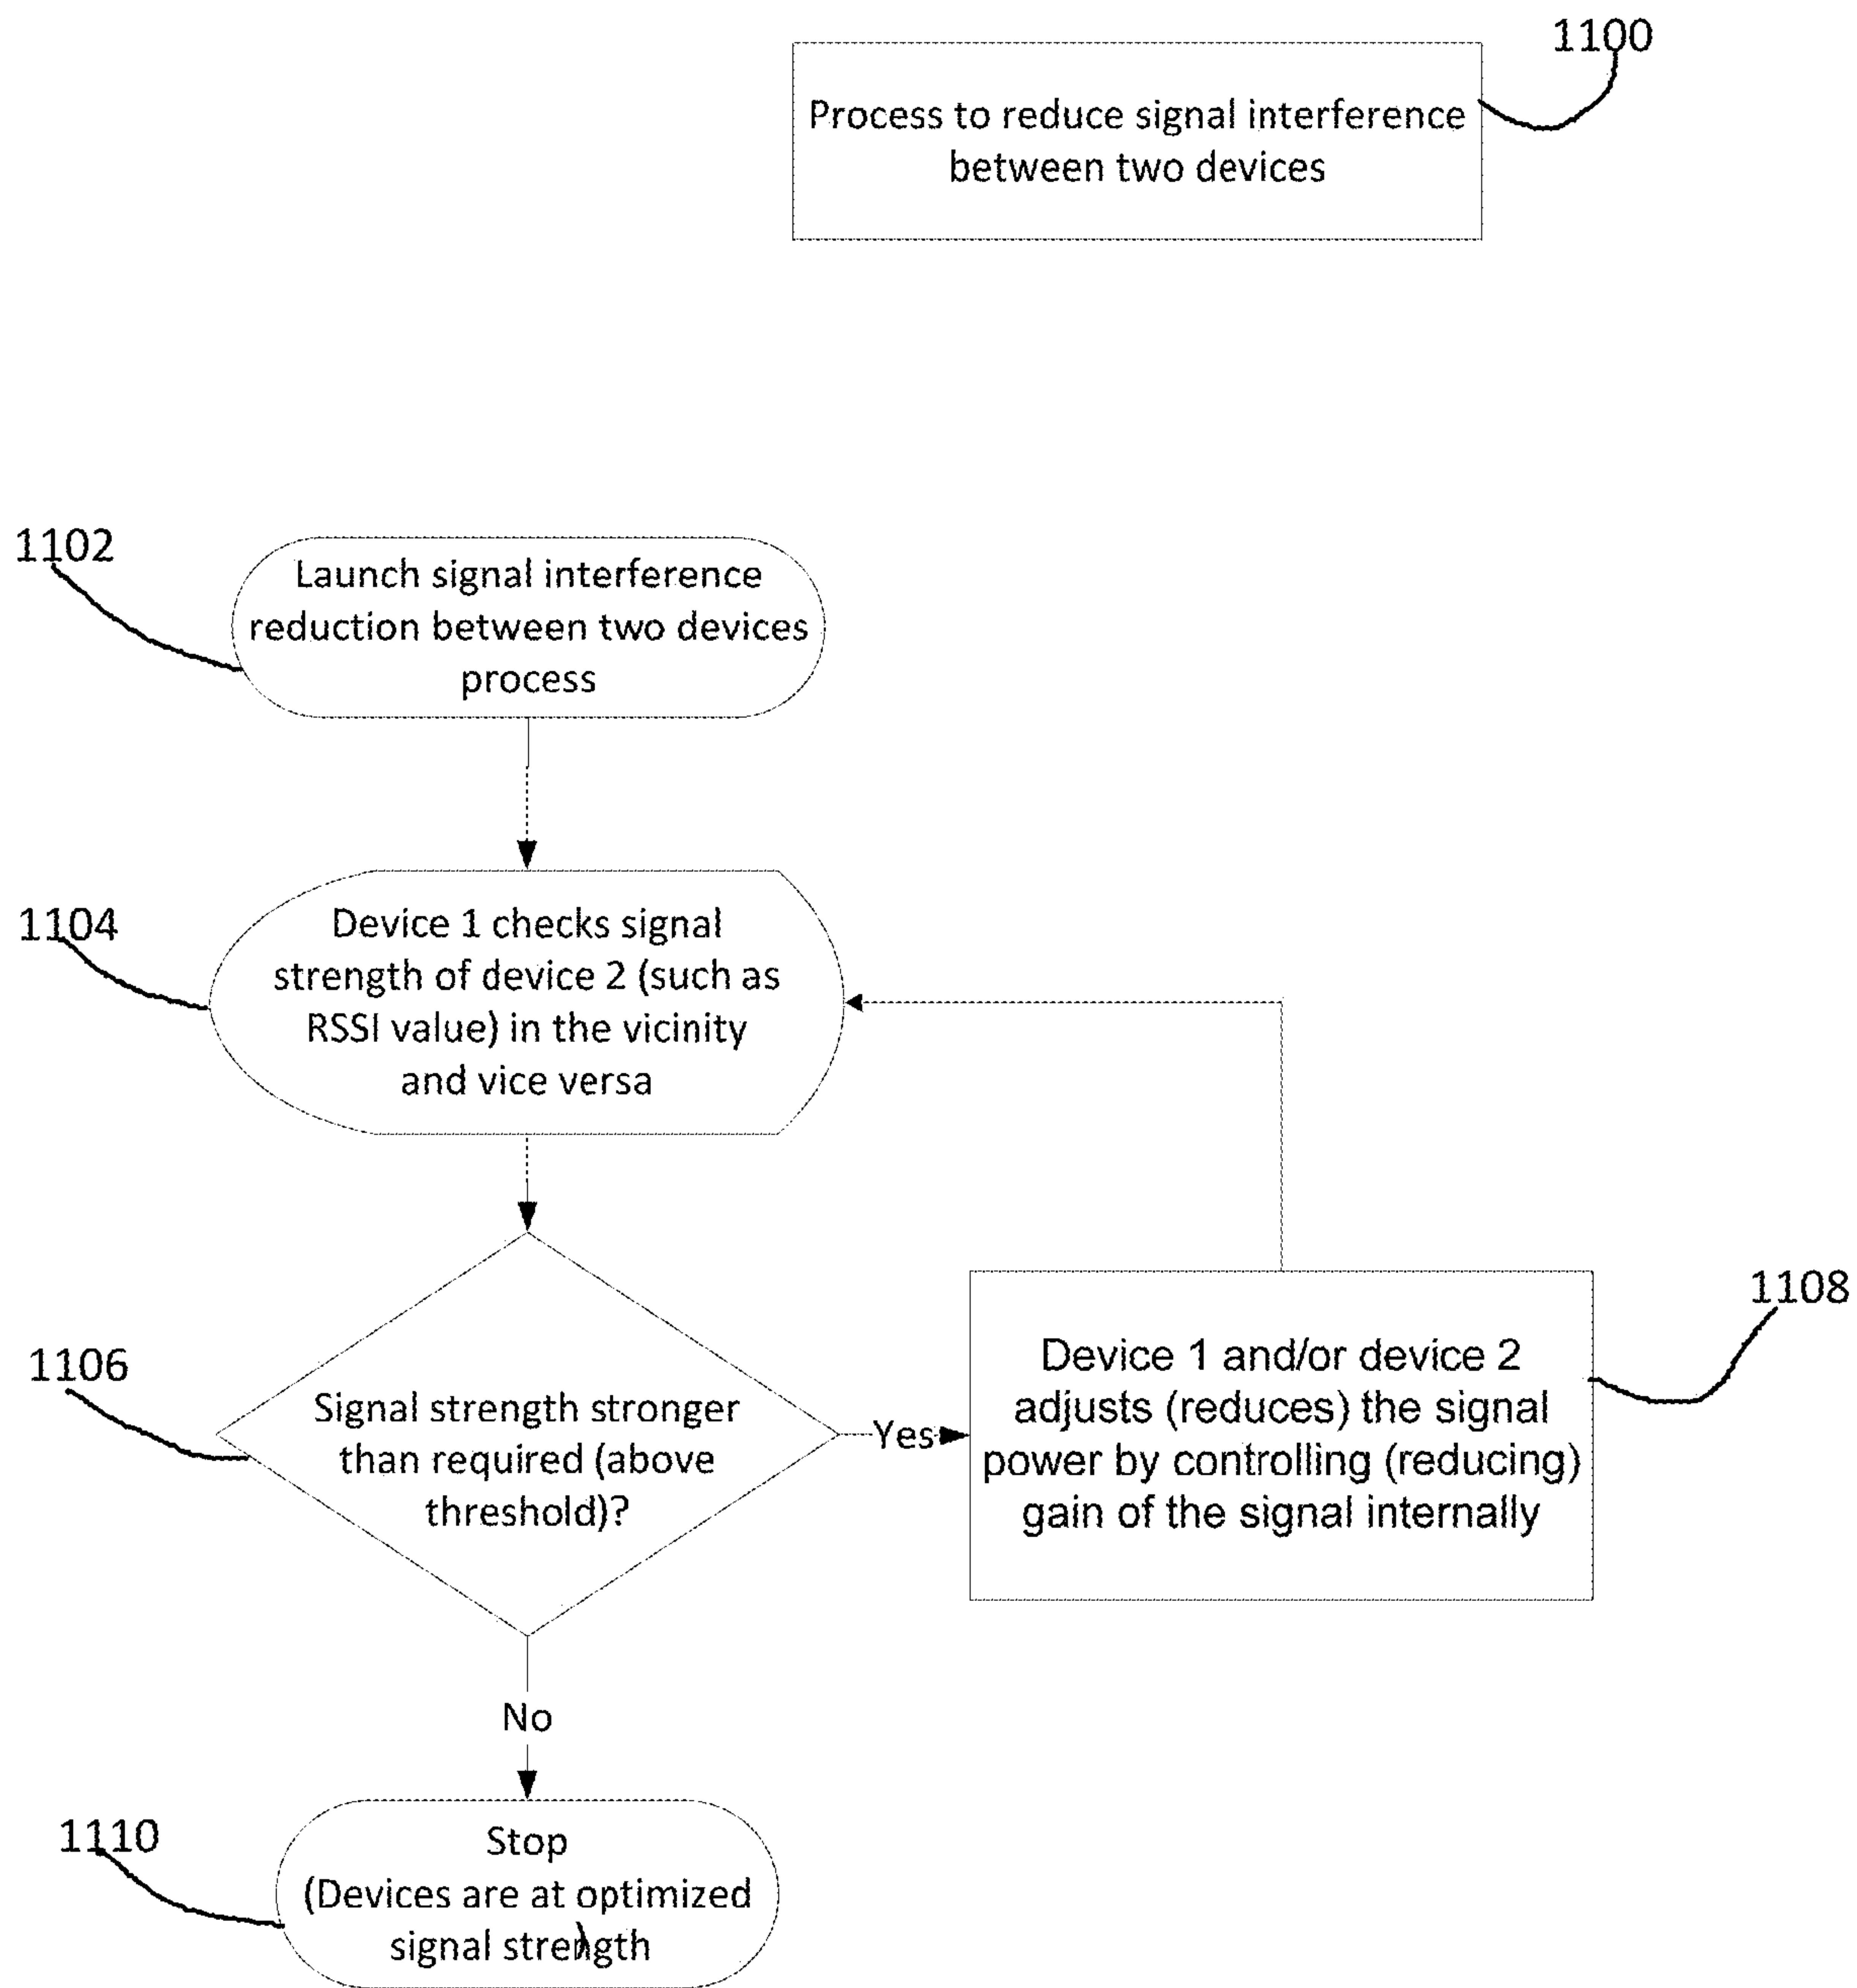 1100
Process to reduce signal interference
between two devices
1102
Launch signal interference
reduction between two devices
process
1104
Device 1 checks signal
strength of device 2 (such as
RSSI value) in the vicinity
and vice versa
1106
Signal strength stronger
than required (above
threshold)?
Yes
1108
Device 1 and/or device 2
adjusts (reduces) the signal
power by controlling (reducing)
gain of the signal internally
No
1110
Stop
(Devices are at optimized
signal strength)